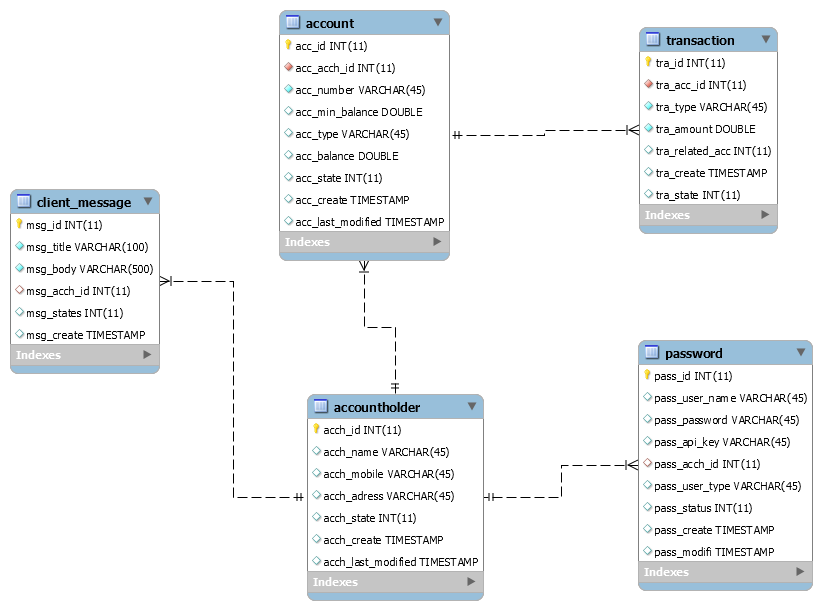 account
acc_id INT(11)
acc_acch_id INT(11)
acc_number VARCHAR(45)
acc_min_balance DOUBLE
acc_type VARCHAR(45)
acc_balance DOUBLE
acc_state INT(11)
acc_create TIMESTAMP
acc_last_modified TIMESTAMP
Indexes
transaction
tra_id INT(11)
tra_acc_id INT(11)
tra_type VARCHAR(45)
tra_amount DOUBLE
tra_related_acc INT(11)
tra_create TIMESTAMP
tra_state INT(11)
Indexes
client_message
msg_id INT(11)
msg_title VARCHAR(100)
msg_body VARCHAR(500)
msg_acch_id INT(11)
msg_states INT(11)
msg_create TIMESTAMP
Indexes
accountholder
acch_id INT(11)
acch_name VARCHAR(45)
acch_mobile VARCHAR(45)
acch_adress VARCHAR(45)
acch_state INT(11)
acch_create TIMESTAMP
acch_last_modified TIMESTAMP
Indexes
password
pass_id INT(11)
pass_user_name VARCHAR(45)
pass_password VARCHAR(45)
pass_api_key VARCHAR(45)
pass_acch_id INT(11)
pass_user_type VARCHAR(45)
pass_status INT(11)
pass_create TIMESTAMP
pass_modifi TIMESTAMP
Indexes